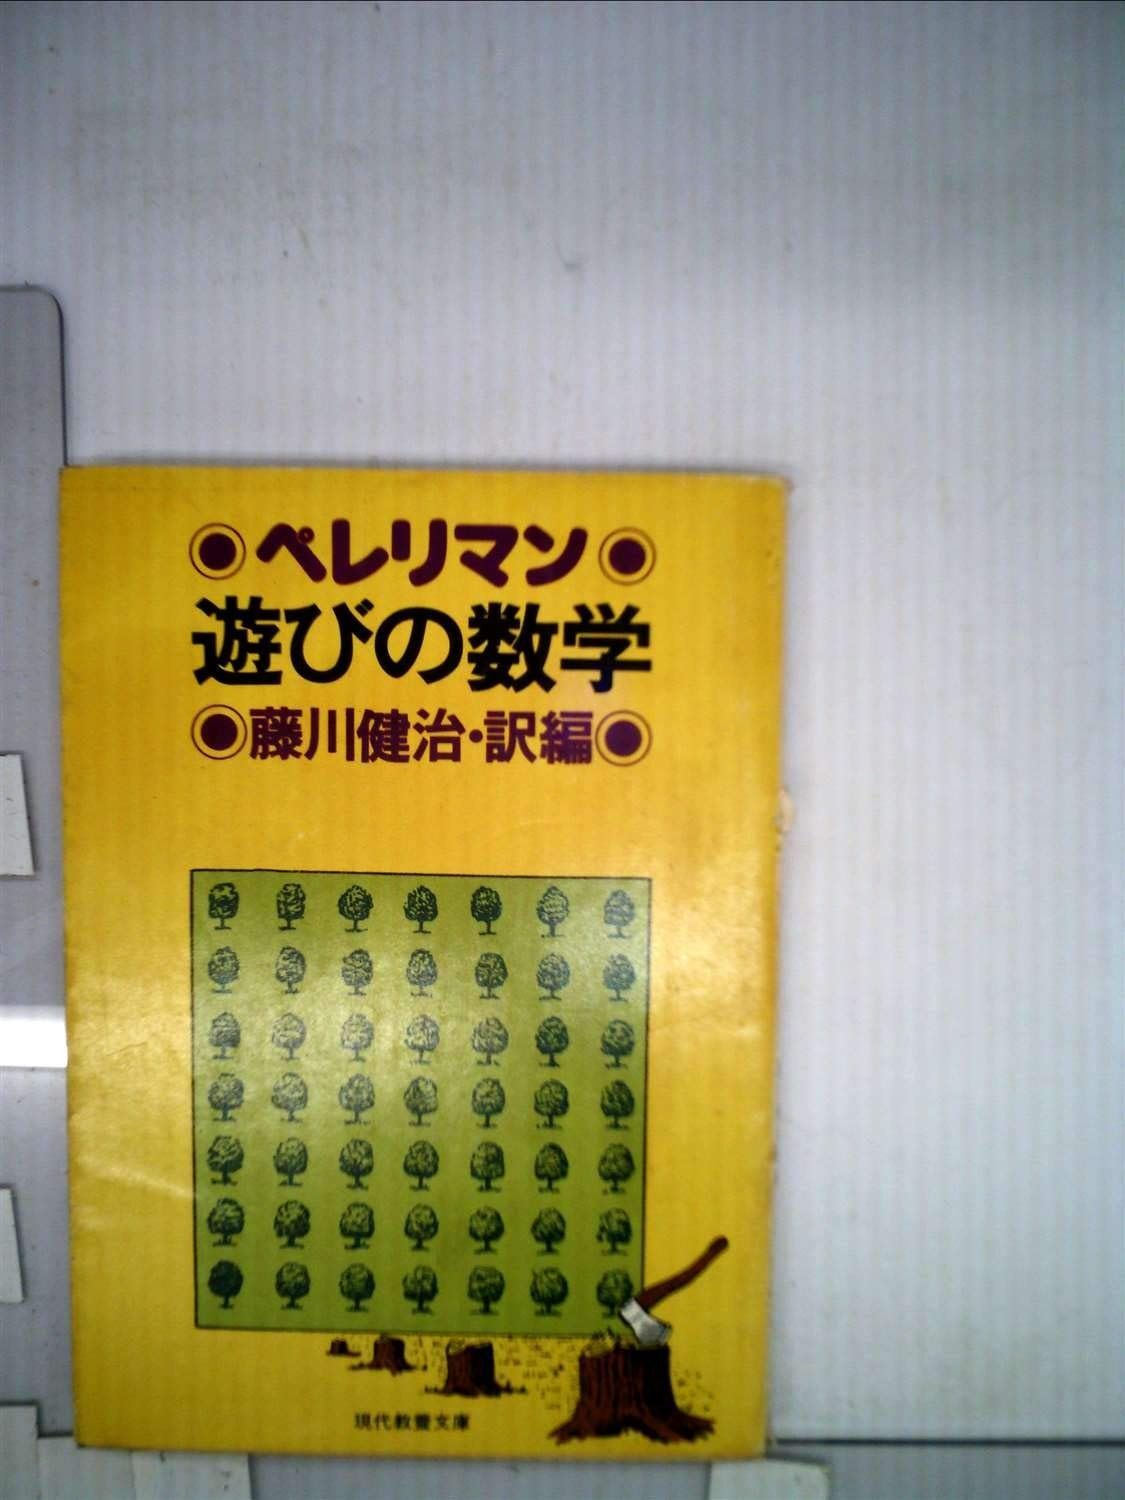 ペレリマン
遊びの数学
藤川健治・訳編
現代教養文庫